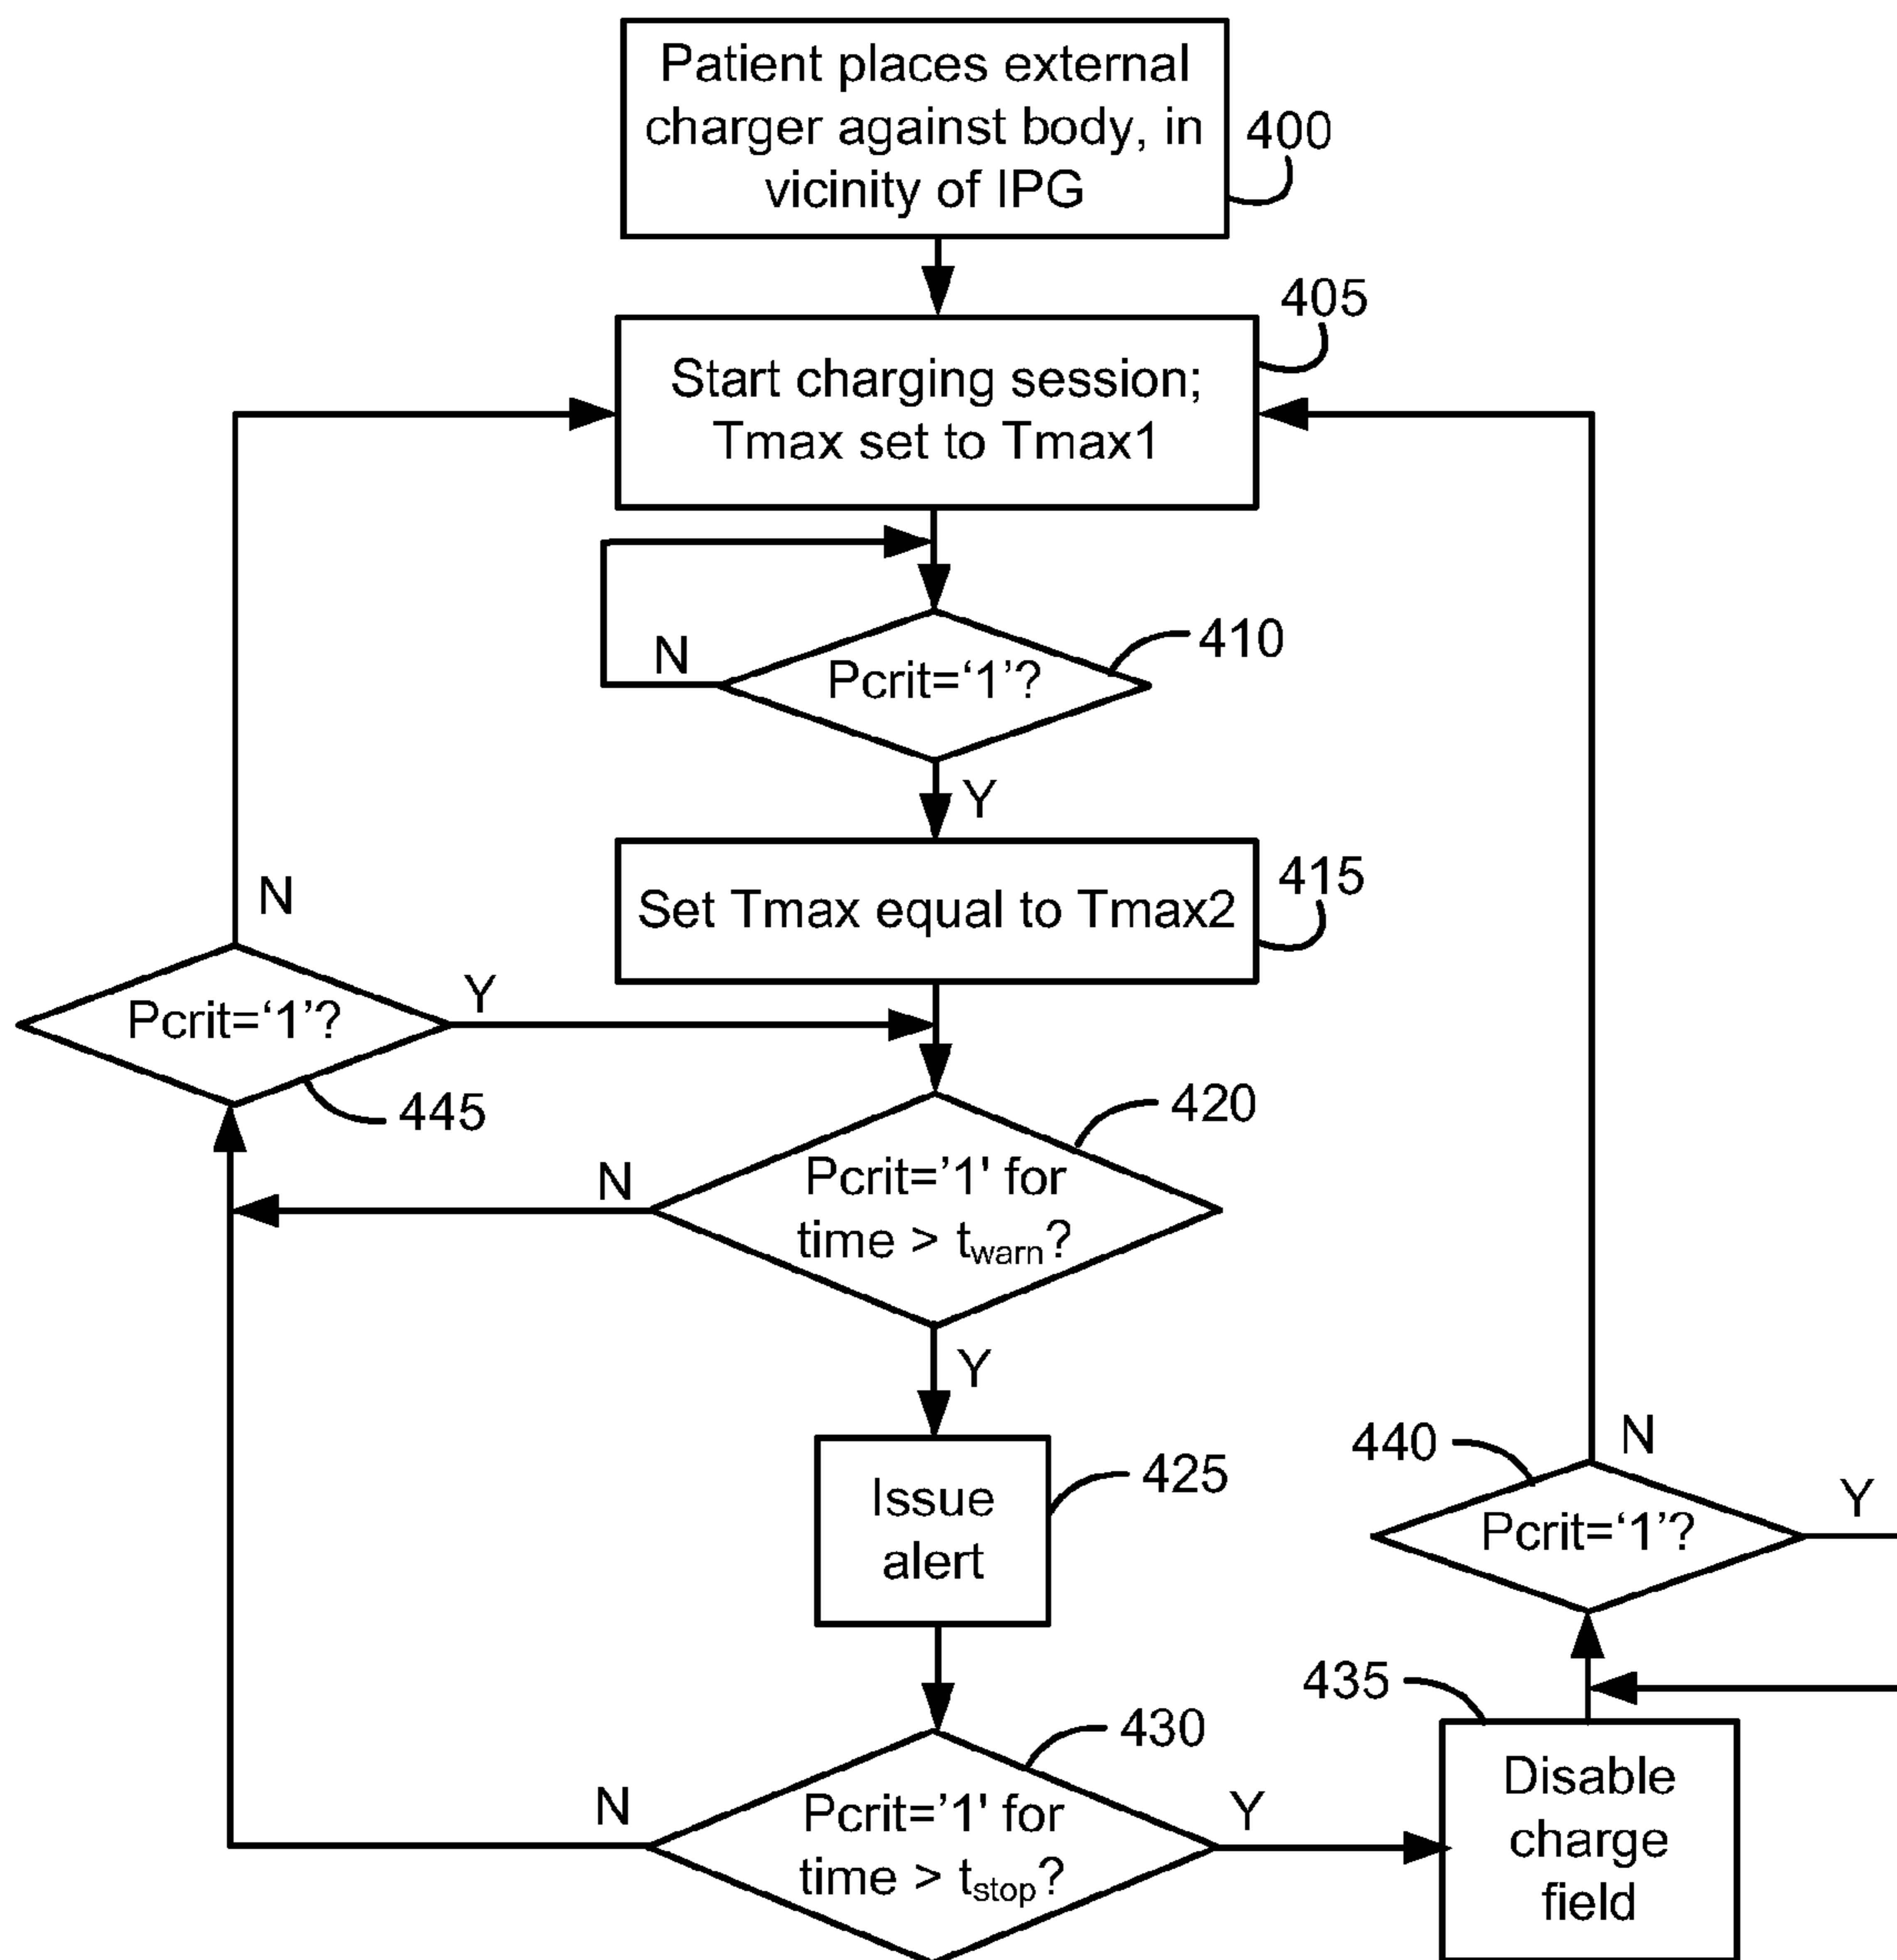 Patient places external
charger against body, in
vicinity of IPG
400
405
Start charging session;
Tmax set to Tmax1
410
N
Pcrit=‘1’?
Y
Set Tmax equal to Tmax2
415
N
Pcrit=‘1’?
Y
445
420
N
Pcrit=’1' for
time > twarn?
Y
425
Issue
alert
440
N
Y
Pcrit=‘1’?
435
430
N
Pcrit=’1' for
time > tstop?
Y
Disable
charge
field